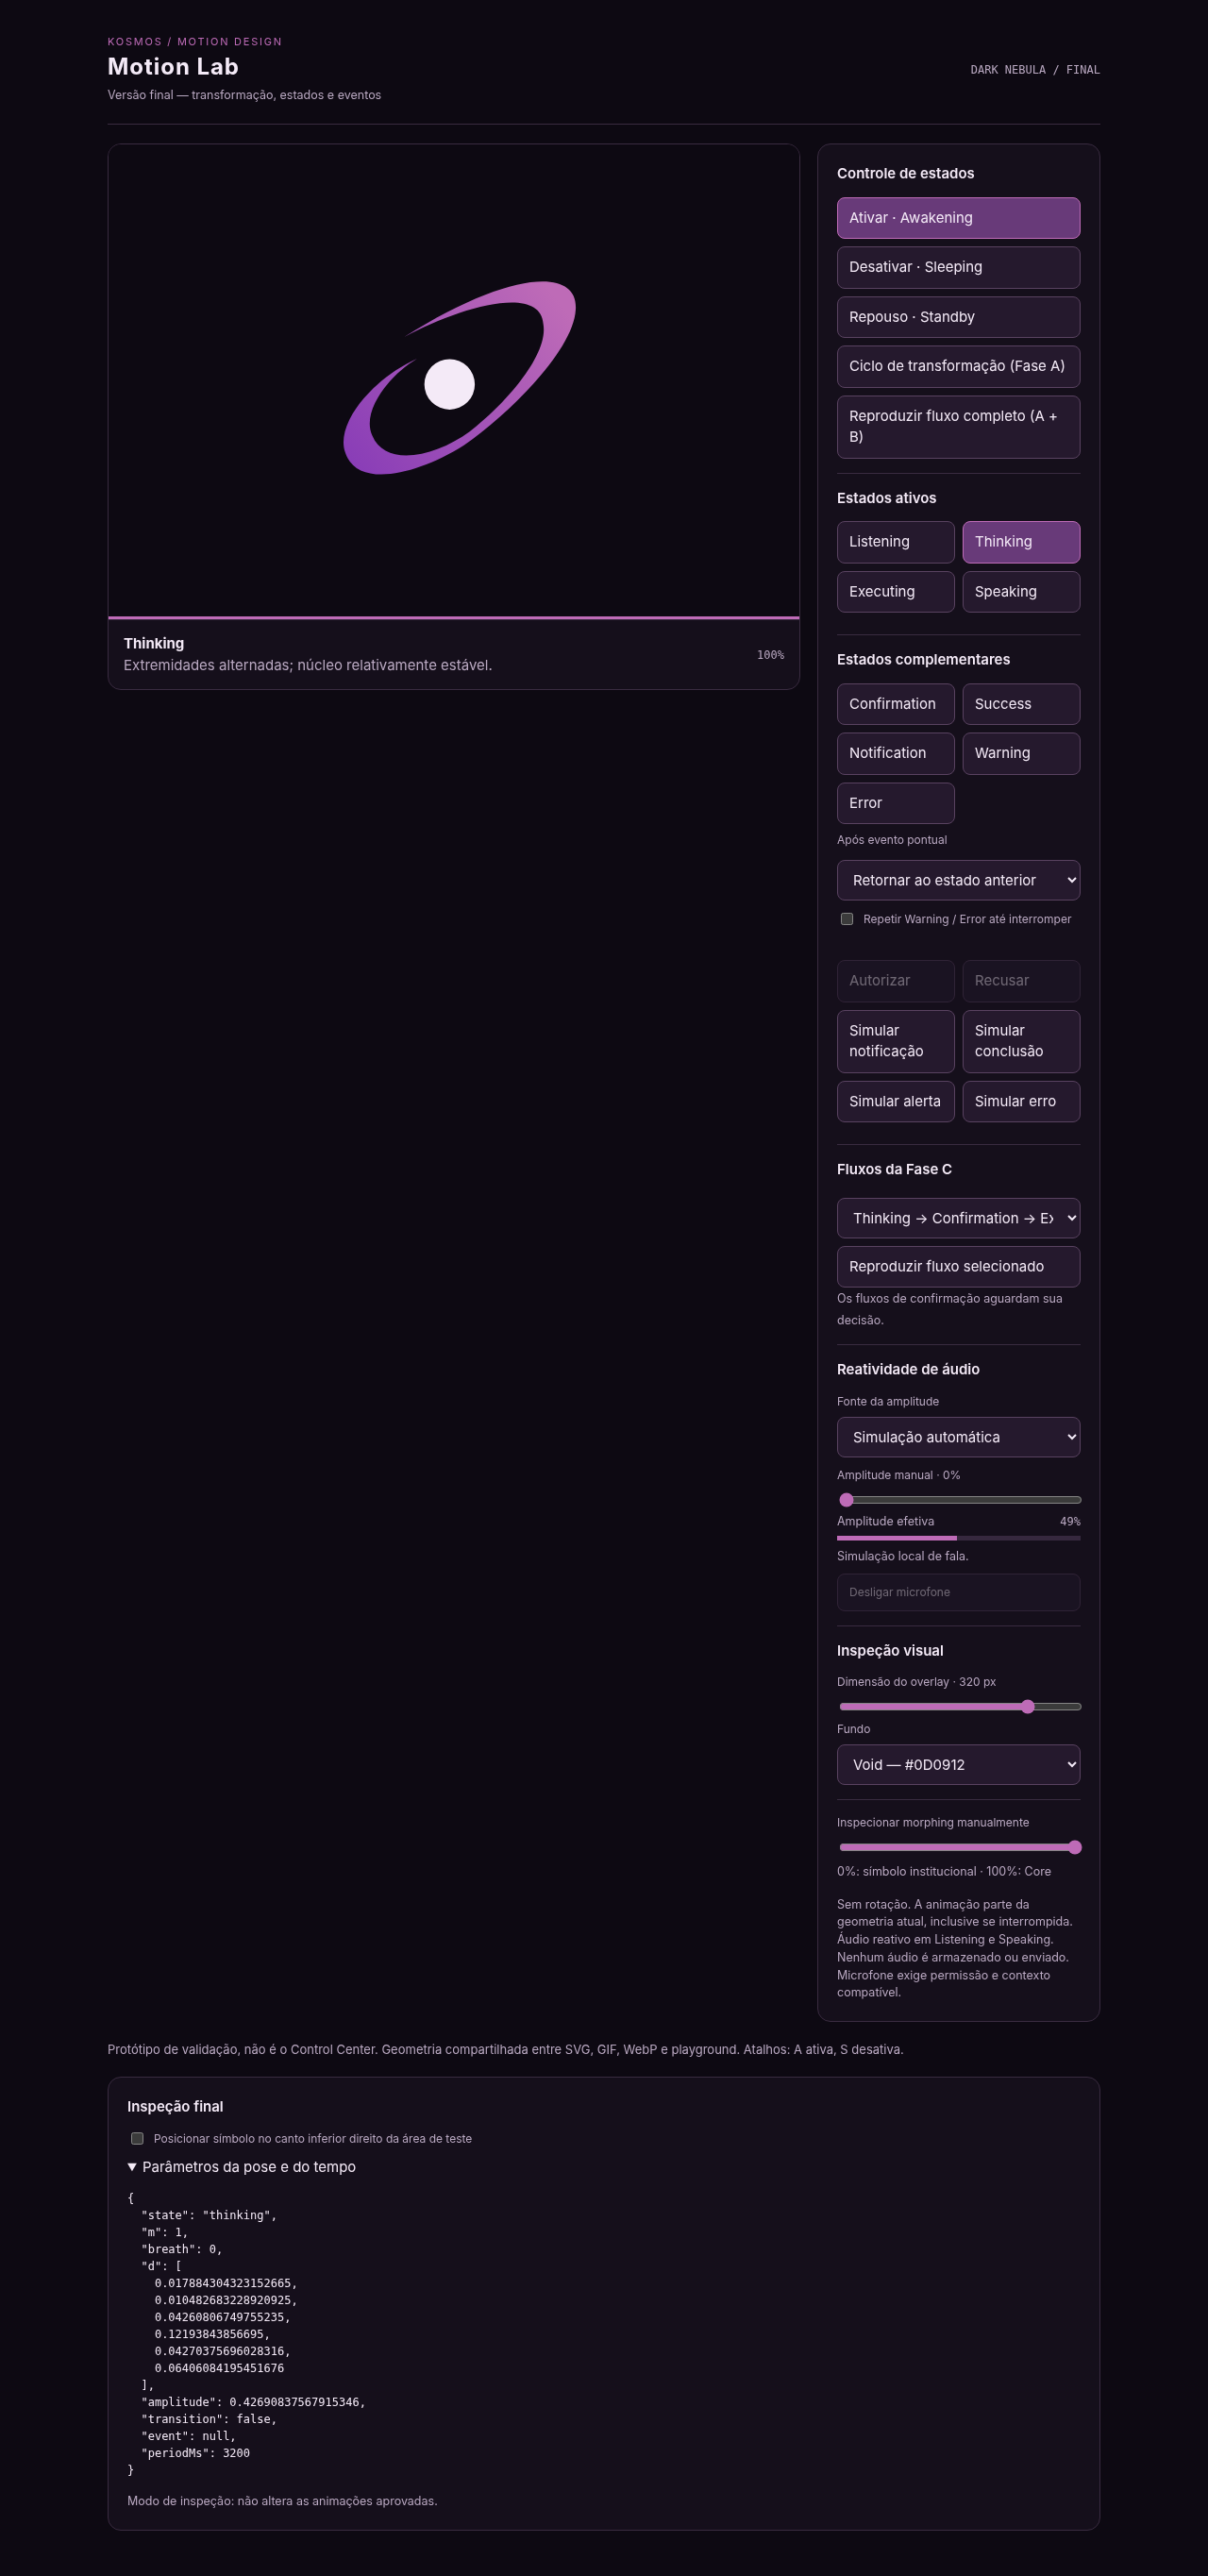 KOSMOS / MOTION DESIGN
Motion Lab
Versão final — transformação, estados e eventos
DARK NEBULA / FINAL
Thinking
Extremidades alternadas; núcleo relativamente estável.
100%
Controle de estados
Ativar · Awakening
Desativar · Sleeping
Repouso · Standby
Ciclo de transformação (Fase A)
Reproduzir fluxo completo (A +
B)
Estados ativos
Listening
Thinking
Executing
Speaking
Estados complementares
Confirmation
Success
Notification
Warning
Error
Após evento pontual
Retornar ao estado anterior
Repetir Warning / Error até interromper
Autorizar
Recusar
Simular
notificação
Simular
conclusão
Simular alerta
Simular erro
Fluxos da Fase C
Thinking → Confirmation → Ex
Reproduzir fluxo selecionado
Os fluxos de confirmação aguardam sua
decisão.
Reatividade de áudio
Fonte da amplitude
Simulação automática
Amplitude manual · 0%
Amplitude efetiva 49%
Simulação local de fala.
Desligar microfone
Inspeção visual
Dimensão do overlay · 320 px
Fundo
Void — #0D0912
Inspecionar morphing manualmente
0%: símbolo institucional · 100%: Core
Sem rotação. A animação parte da
geometria atual, inclusive se interrompida.
Áudio reativo em Listening e Speaking.
Nenhum áudio é armazenado ou enviado.
Microfone exige permissão e contexto
compatível.
Protótipo de validação, não é o Control Center. Geometria compartilhada entre SVG, GIF, WebP e playground. Atalhos: A ativa, S desativa.
Inspeção final
Posicionar símbolo no canto inferior direito da área de teste
▼ Parâmetros da pose e do tempo
{
"state": "thinking",
"m": 1,
"breath": 0,
"d": [
0.017884304323152665,
0.010482683228920925,
0.04260806749755235,
0.12193843856695,
0.04270375696028316,
0.06406084195451676
],
"amplitude": 0.42690837567915346,
"transition": false,
"event": null,
"periodMs": 3200
}
Modo de inspeção: não altera as animações aprovadas.